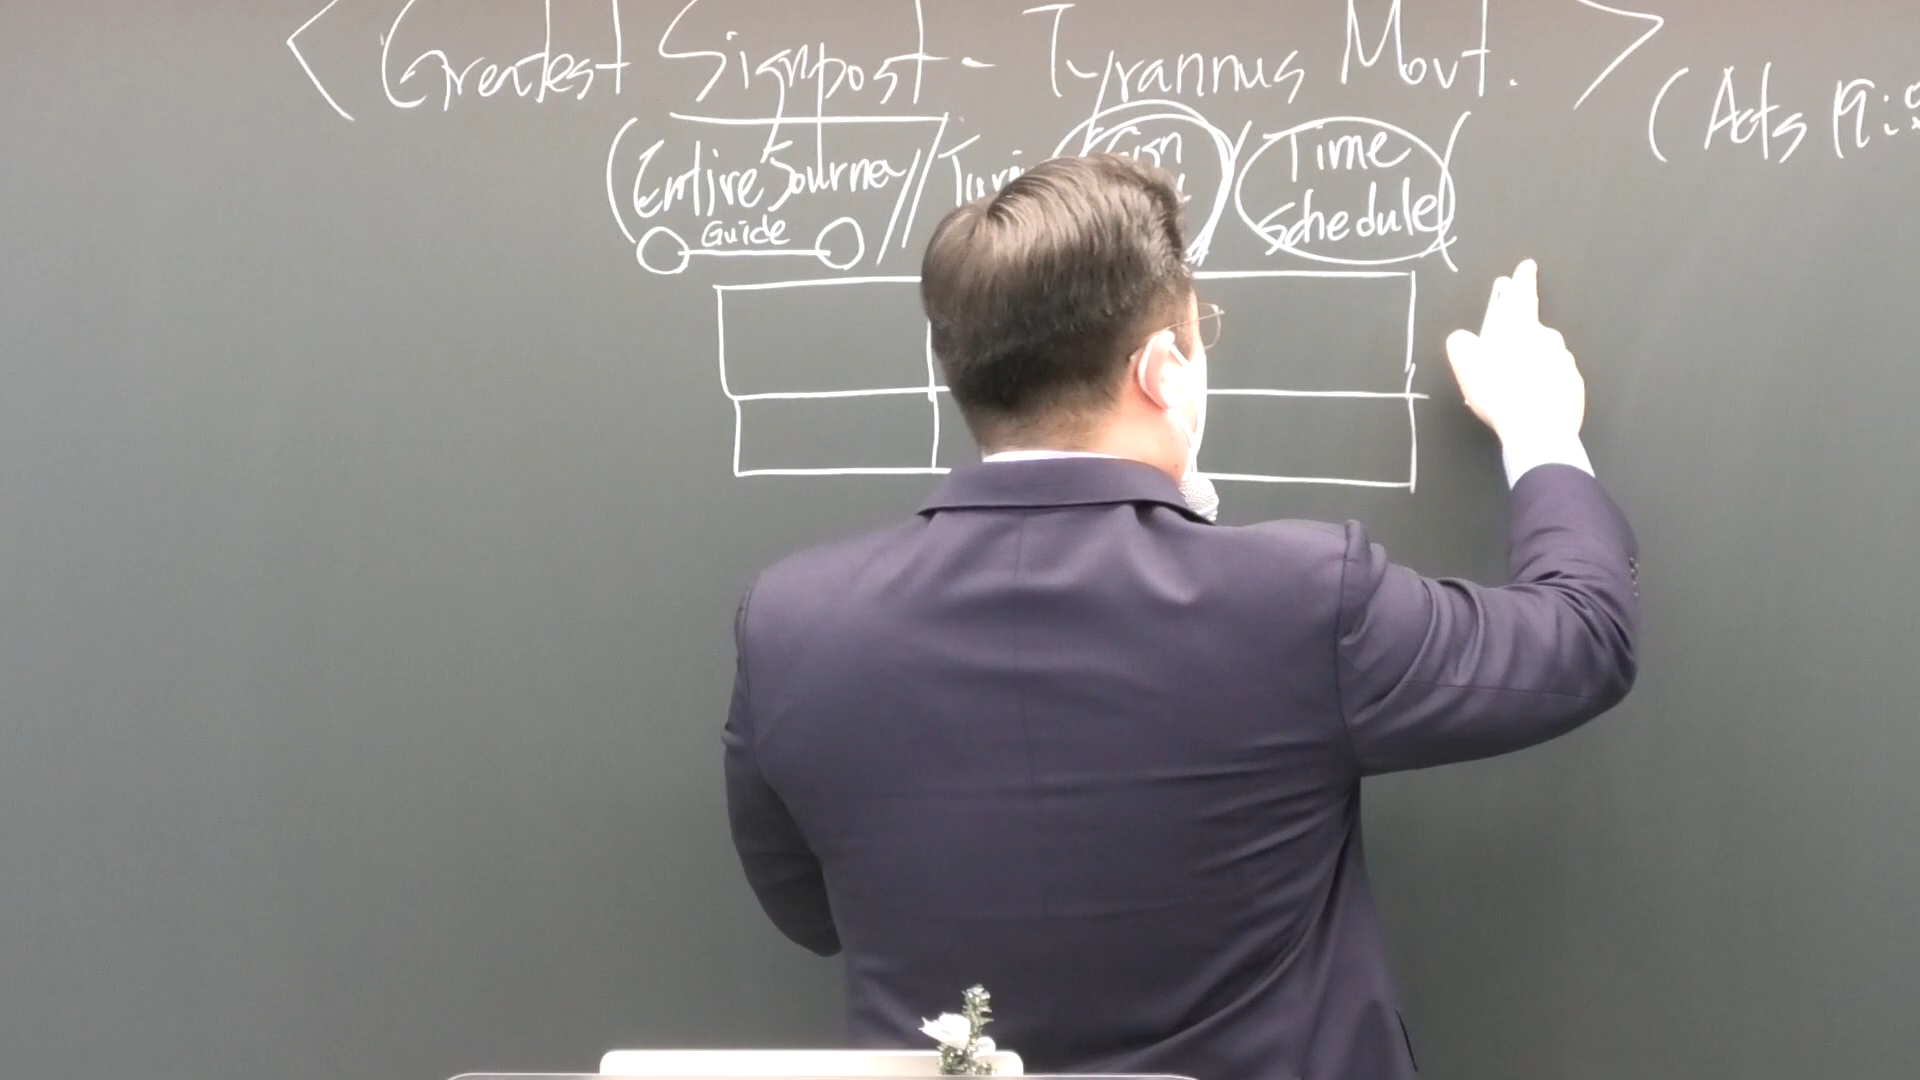 <Greatest Signpost - Tyrannus Movt.>
(Acts 19:
(Entire Journey // Time Schedule (
Guide